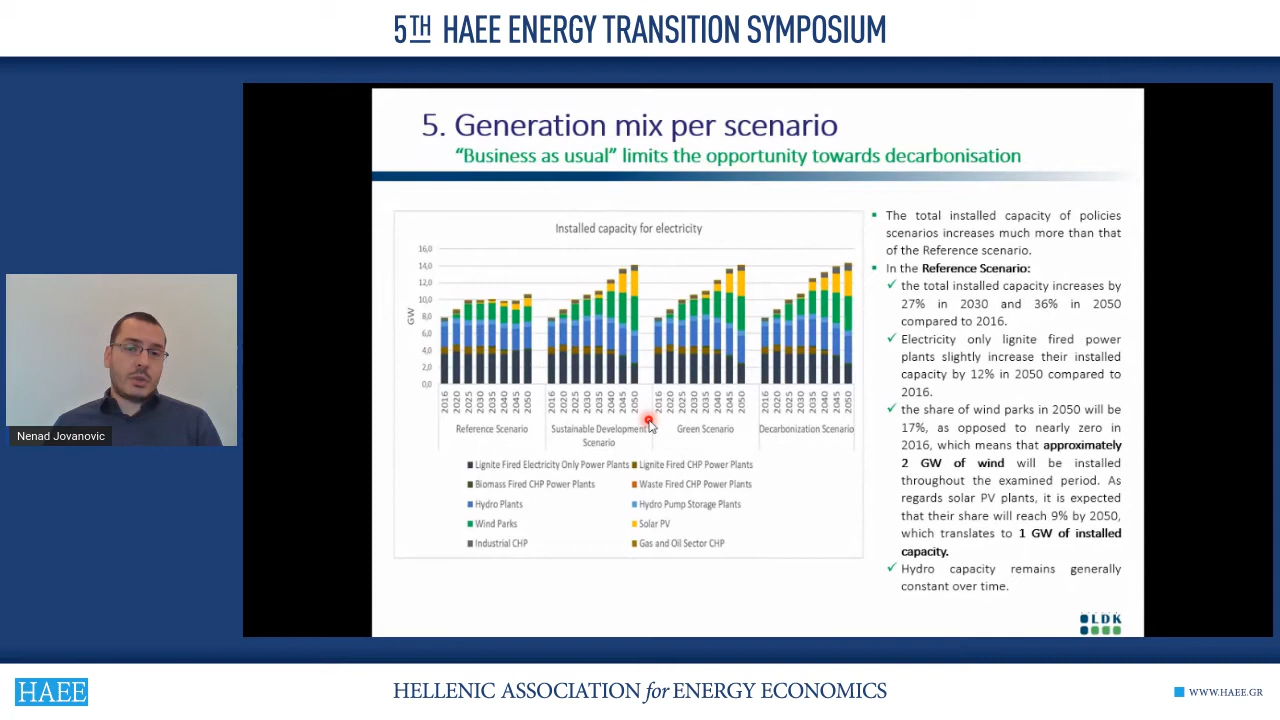 5TH HAEE ENERGY TRANSITION SYMPOSIUM
5. Generation mix per scenario
“Business as usual” limits the opportunity towards decarbonisation
Installed capacity for electricity
16,0
14,0
12,0
10,0
8,0
6,0
4,0
2,0
0,0
GW
2016 2020 2025 2030 2035 2040 2045 2050
2016 2020 2025 2030 2035 2040 2045 2050
2016 2020 2025 2030 2035 2040 2045 2050
2016 2020 2025 2030 2035 2040 2045 2050
Reference Scenario
Sustainable Development
Scenario
Green Scenario
Decarbonization Scenario
Lignite Fired Electricity Only Power Plants
Lignite Fired CHP Power Plants
Biomass Fired CHP Power Plants
Waste Fired CHP Power Plants
Hydro Plants
Hydro Pump Storage Plants
Wind Parks
Solar PV
Industrial CHP
Gas and Oil Sector CHP
The total installed capacity of policies
scenarios increases much more than that
of the Reference scenario.
In the Reference Scenario:
the total installed capacity increases by
27% in 2030 and 36% in 2050
compared to 2016.
Electricity only lignite fired power
plants slightly increase their installed
capacity by 12% in 2050 compared to
2016.
the share of wind parks in 2050 will be
17%, as opposed to nearly zero in
2016, which means that approximately
2 GW of wind will be installed
throughout the examined period. As
regards solar PV plants, it is expected
that their share will reach 9% by 2050,
which translates to 1 GW of installed
capacity.
Hydro capacity remains generally
constant over time.
LDK
Nenad Jovanovic
HAEE
HELLENIC ASSOCIATION for ENERGY ECONOMICS
WWW.HAEE.GR